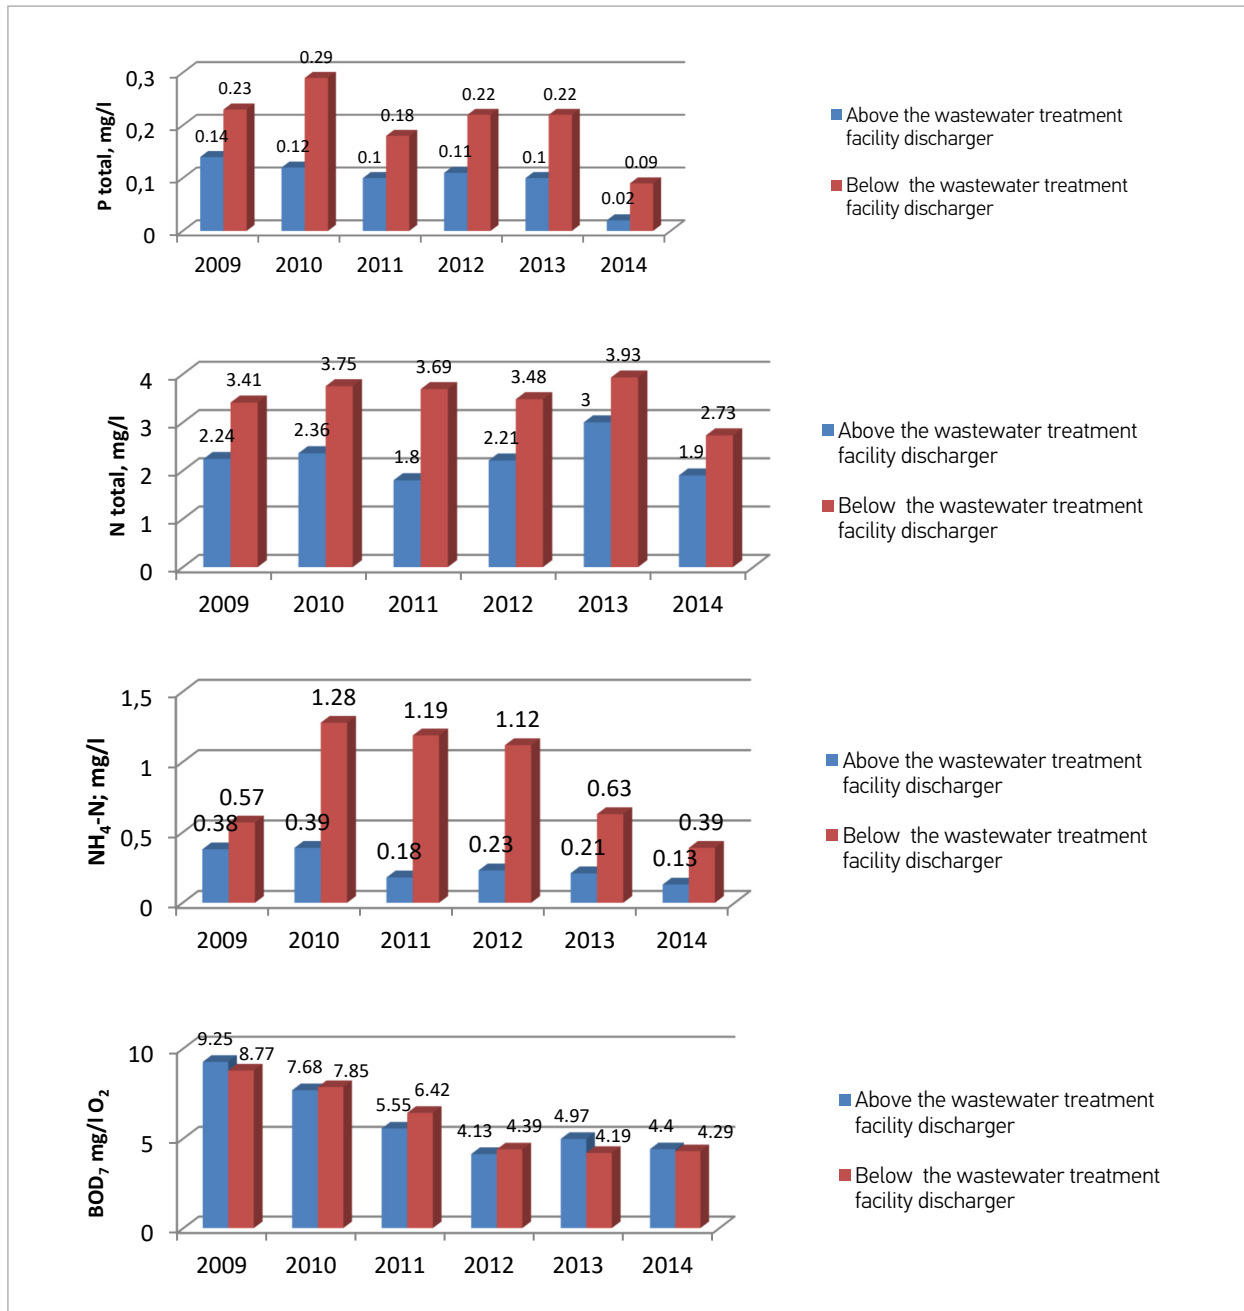 P total, mg/l
0,3
0,2
0,1
0
0.14
0.23
0.12
0.29
0.1
0.18
0.11
0.22
0.1
0.22
0.02
0.09
2009 2010 2011 2012 2013 2014
Above the wastewater treatment
facility discharger
Below the wastewater treatment
facility discharger
N total, mg/l
4
3
2
1
0
2.24
3.41
2.36
3.75
1.8
3.69
2.21
3.48
3
3.93
1.9
2.73
2009 2010 2011 2012 2013 2014
Above the wastewater treatment
facility discharger
Below the wastewater treatment
facility discharger
NH₄-N; mg/l
1,5
1
0,5
0
0.38
0.57
0.39
1.28
0.18
1.19
0.23
1.12
0.21
0.63
0.13
0.39
2009 2010 2011 2012 2013 2014
Above the wastewater treatment
facility discharger
Below the wastewater treatment
facility discharger
BOD₇ mg/l O₂
10
5
0
9.25
8.77
7.68
7.85
5.55
6.42
4.13
4.39
4.97
4.19
4.4
4.29
2009 2010 2011 2012 2013 2014
Above the wastewater treatment
facility discharger
Below the wastewater treatment
facility discharger